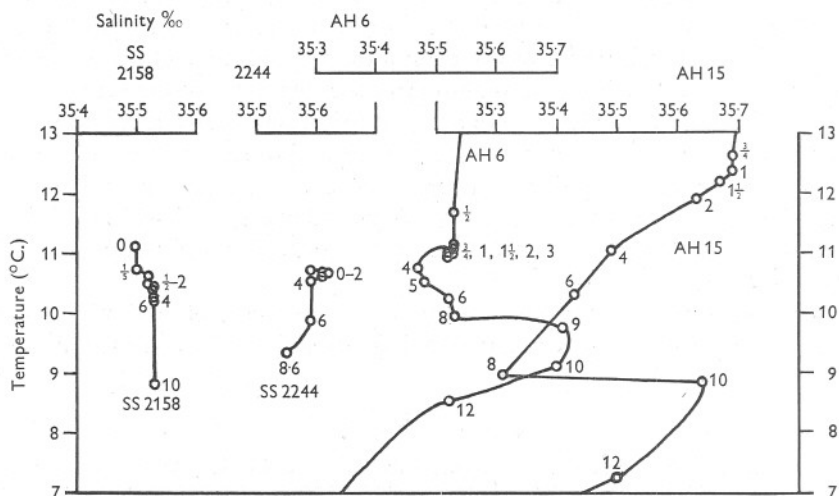 Salinity ‰ AH 6
SS 35·3 35·4 35·5 35·6 35·7
2158 2244 AH 15
35·4 35·5 35·6 35·5 35·6 35·3 35·4 35·5 35·6 35·7
13 13
AH 6 ¾
½ 1
12 1½ 12
2
0 ¾, 1, 1½, 2, 3 AH 15
11 4 11
⅓ ½-2 0-2 4
4 5 6 6
10 6 6 8 9 10
8·6 8 10 10
9 10 9
SS 2158 SS 2244 12
8 8
12
7 7
Temperature (°C.)